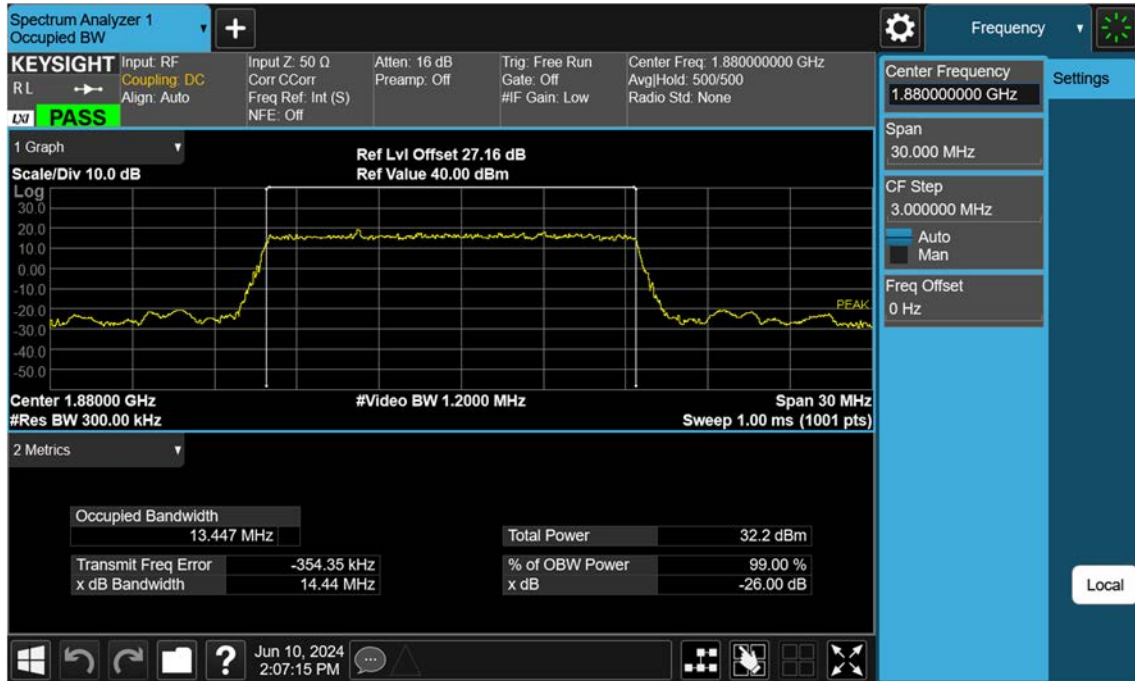 Spectrum Analyzer 1
Occupied BW
+
Frequency
KEYSIGHT
R L
LXI PASS
Input: RF
Coupling: DC
Align: Auto
Input Z: 50 Ω
Corr CCorr
Freq Ref: Int (S)
NFE: Off
Atten: 16 dB
Preamp: Off
Trig: Free Run
Gate: Off
#IF Gain: Low
Center Freq: 1.880000000 GHz
Avg|Hold: 500/500
Radio Std: None
1 Graph
Scale/Div 10.0 dB
Ref Lvl Offset 27.16 dB
Ref Value 40.00 dBm
Log
30.0
20.0
10.0
0.00
-10.0
-20.0
-30.0
-40.0
-50.0
PEAK
Center 1.88000 GHz
#Video BW 1.2000 MHz
Span 30 MHz
#Res BW 300.00 kHz
Sweep 1.00 ms (1001 pts)
2 Metrics
Occupied Bandwidth
13.447 MHz
Total Power 32.2 dBm
Transmit Freq Error -354.35 kHz
% of OBW Power 99.00 %
x dB Bandwidth 14.44 MHz
x dB -26.00 dB
Center Frequency
1.880000000 GHz
Settings
Span
30.000 MHz
CF Step
3.000000 MHz
Auto
Man
Freq Offset
0 Hz
Local
?
Jun 10, 2024
2:07:15 PM